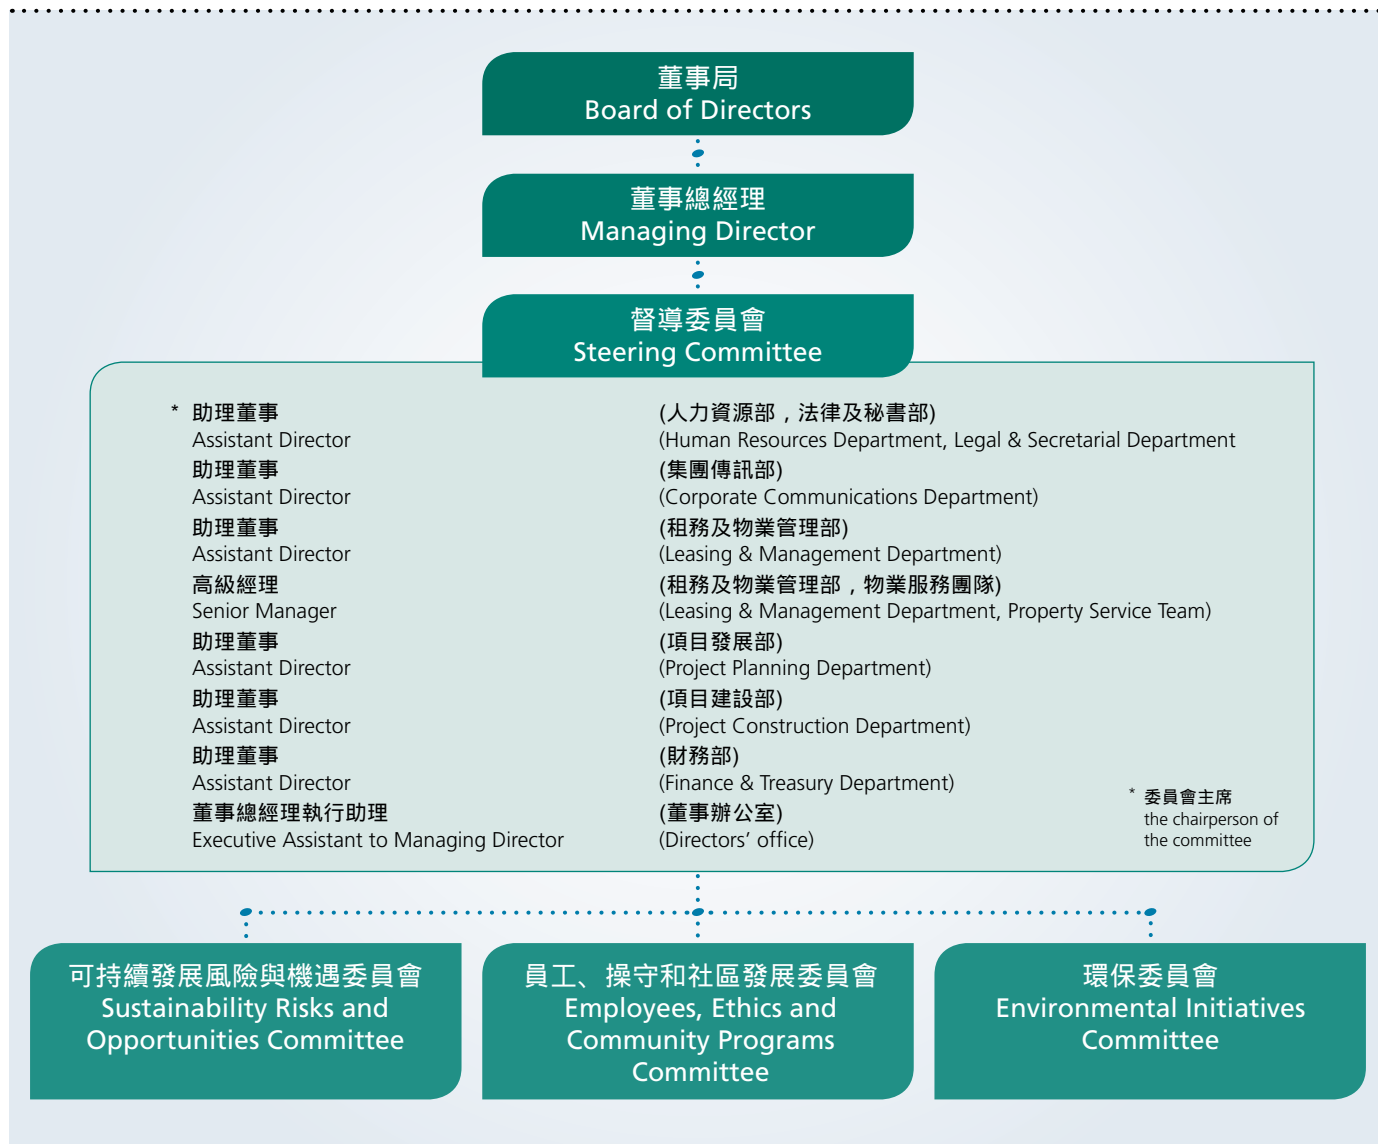 董事局
Board of Directors
董事總經理
Managing Director
督導委員會
Steering Committee
* 助理董事 (人力資源部，法律及秘書部)
Assistant Director (Human Resources Department, Legal & Secretarial Department
助理董事 (集團傳訊部)
Assistant Director (Corporate Communications Department)
助理董事 (租務及物業管理部)
Assistant Director (Leasing & Management Department)
高級經理 (租務及物業管理部，物業服務團隊)
Senior Manager (Leasing & Management Department, Property Service Team)
助理董事 (項目發展部)
Assistant Director (Project Planning Department)
助理董事 (項目建設部)
Assistant Director (Project Construction Department)
助理董事 (財務部)
Assistant Director (Finance & Treasury Department)
董事總經理執行助理 (董事辦公室)
Executive Assistant to Managing Director (Directors’ office)
* 委員會主席
the chairperson of
the committee
可持續發展風險與機遇委員會
Sustainability Risks and
Opportunities Committee
員工、操守和社區發展委員會
Employees, Ethics and
Community Programs
Committee
環保委員會
Environmental Initiatives
Committee